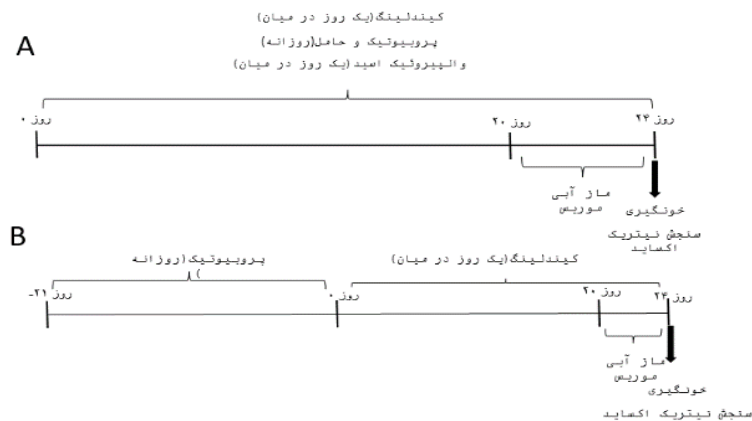 کیندلینگ(یک روز در میان)
A
پروبیوتیک و حامل(روزانه)
والپیروئیک اسید(یک روز در میان)
روز ۰
روز ۲۰
روز ۲۴
ماز آبی
موریس
خونگیری
سنجش نیتریک
اکساید
B
پروبیوتیک(روزانه
)
کیندلینگ(یک روز در میان)
روز ۲۱-
روز ۰
روز ۲۰
روز ۲۴
ماز آبی
موریس
خونگیری
سنجش نیتریک اکساید